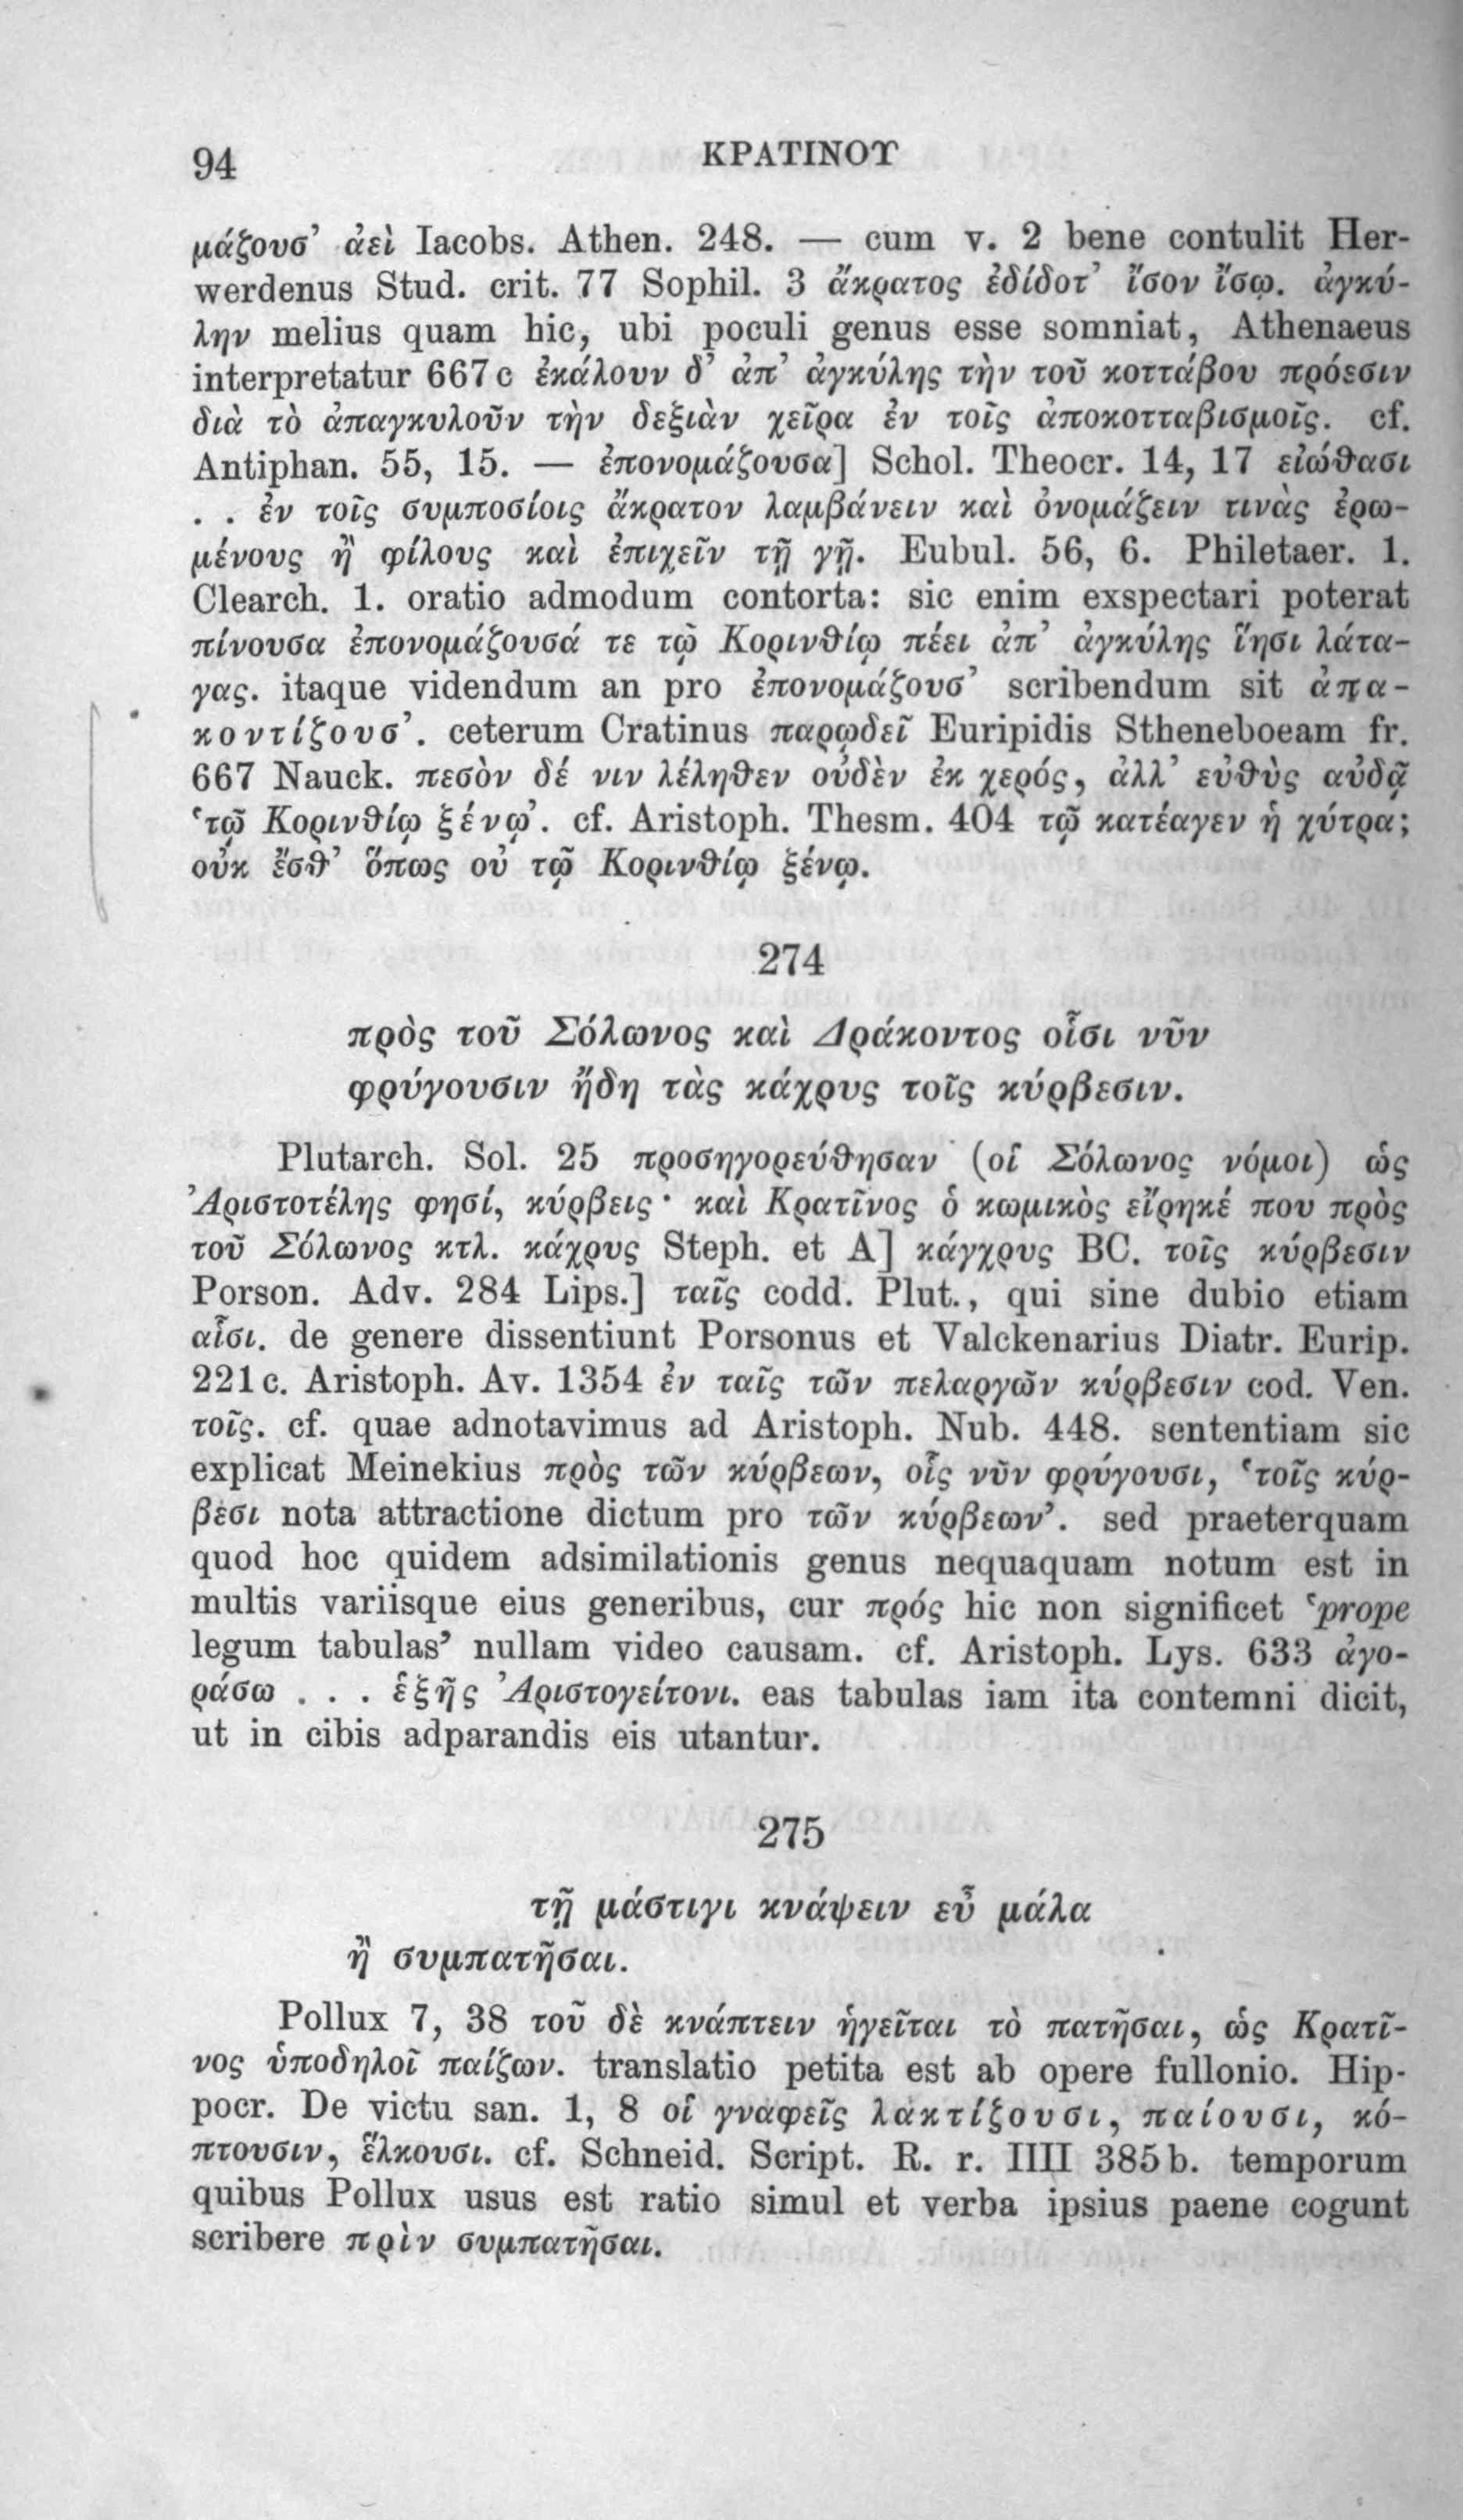 94
ΚΡΑΤΙΝΟΥ
μάζουσ’ ἀεὶ Iacobs. Athen. 248. — cum v. 2 bene contulit Her-
werdenus Stud. crit. 77 Sophil. 3 ἄκρατος ἐδίδοτ’ ἴσον ἴσῳ. ἀγκύ-
λην melius quam hic, ubi poculi genus esse somniat, Athenaeus
interpretatur 667 c ἐκάλουν δ’ ἀπ’ ἀγκύλης τὴν τοῦ κοττάβου πρόεσιν
διὰ τὸ ἀπαγκυλοῦν τὴν δεξιὰν χεῖρα ἐν τοῖς ἀποκοτταβισμοῖς. cf.
Antiphan. 55, 15. — ἐπονομάζουσα] Schol. Theocr. 14, 17 εἰώθασι
. . ἐν τοῖς συμποσίοις ἄκρατον λαμβάνειν καὶ ὀνομάζειν τινὰς ἐρω-
μένους ἢ φίλους καὶ ἐπιχεῖν τῇ γῇ. Eubul. 56, 6. Philetaer. 1.
Clearch. 1. oratio admodum contorta: sic enim exspectari poterat
πίνουσα ἐπονομάζουσά τε τῷ Κορινθίῳ πέει ἀπ’ ἀγκύλης ἵησι λάτα-
γας. itaque videndum an pro ἐπονομάζουσ’ scribendum sit ἀπα-
κοντίζουσ’. ceterum Cratinus παρῳδεῖ Euripidis Stheneboeam fr.
667 Nauck. πεσὸν δέ νιν λέληθεν οὐδὲν ἐκ χερός, ἀλλ’ εὐθὺς αὐδᾷ
‘τῷ Κορινθίῳ ξένῳ’. cf. Aristoph. Thesm. 404 τῷ κατέαγεν ἡ χύτρα;
οὐκ ἔσθ’ ὅπως οὐ τῷ Κορινθίῳ ξένῳ.
274
πρὸς τοῦ Σόλωνος καὶ Δράκοντος οἷσι νῦν
φρύγουσιν ἤδη τὰς κάχρυς τοῖς κύρβεσιν.
Plutarch. Sol. 25 προσηγορεύθησαν (οἱ Σόλωνος νόμοι) ὡς
Ἀριστοτέλης φησί, κύρβεις· καὶ Κρατῖνος ὁ κωμικὸς εἴρηκέ που πρὸς
τοῦ Σόλωνος κτλ. κάχρυς Steph. et A] κάγχρυς BC. τοῖς κύρβεσιν
Porson. Adv. 284 Lips.] ταῖς codd. Plut., qui sine dubio etiam
αἷσι. de genere dissentiunt Porsonus et Valckenarius Diatr. Eurip.
221 c. Aristoph. Av. 1354 ἐν ταῖς τῶν πελαργῶν κύρβεσιν cod. Ven.
τοῖς. cf. quae adnotavimus ad Aristoph. Nub. 448. sententiam sic
explicat Meinekius πρὸς τῶν κύρβεων, οἷς νῦν φρύγουσι, ‘τοῖς κύρ-
βεσι nota attractione dictum pro τῶν κύρβεων’. sed praeterquam
quod hoc quidem adsimilationis genus nequaquam notum est in
multis variisque eius generibus, cur πρός hic non significet ‘prope
legum tabulas’ nullam video causam. cf. Aristoph. Lys. 633 ἀγο-
ράσω . . . ἑξῆς Ἀριστογείτονι. eas tabulas iam ita contemni dicit,
ut in cibis adparandis eis utantur.
275
τῇ μάστιγι κνάψειν εὖ μάλα
ἢ συμπατῆσαι.
Pollux 7, 38 τοῦ δὲ κνάπτειν ἡγεῖται τὸ πατῆσαι, ὡς Κρατῖ-
νος ὑποδηλοῖ παίζων. translatio petita est ab opere fullonio. Hip-
pocr. De victu san. 1, 8 οἱ γναφεῖς λακτίζουσι, παίουσι, κό-
πτουσιν, ἕλκουσι. cf. Schneid. Script. R. r. IIII 385 b. temporum
quibus Pollux usus est ratio simul et verba ipsius paene cogunt
scribere πρὶν συμπατῆσαι.